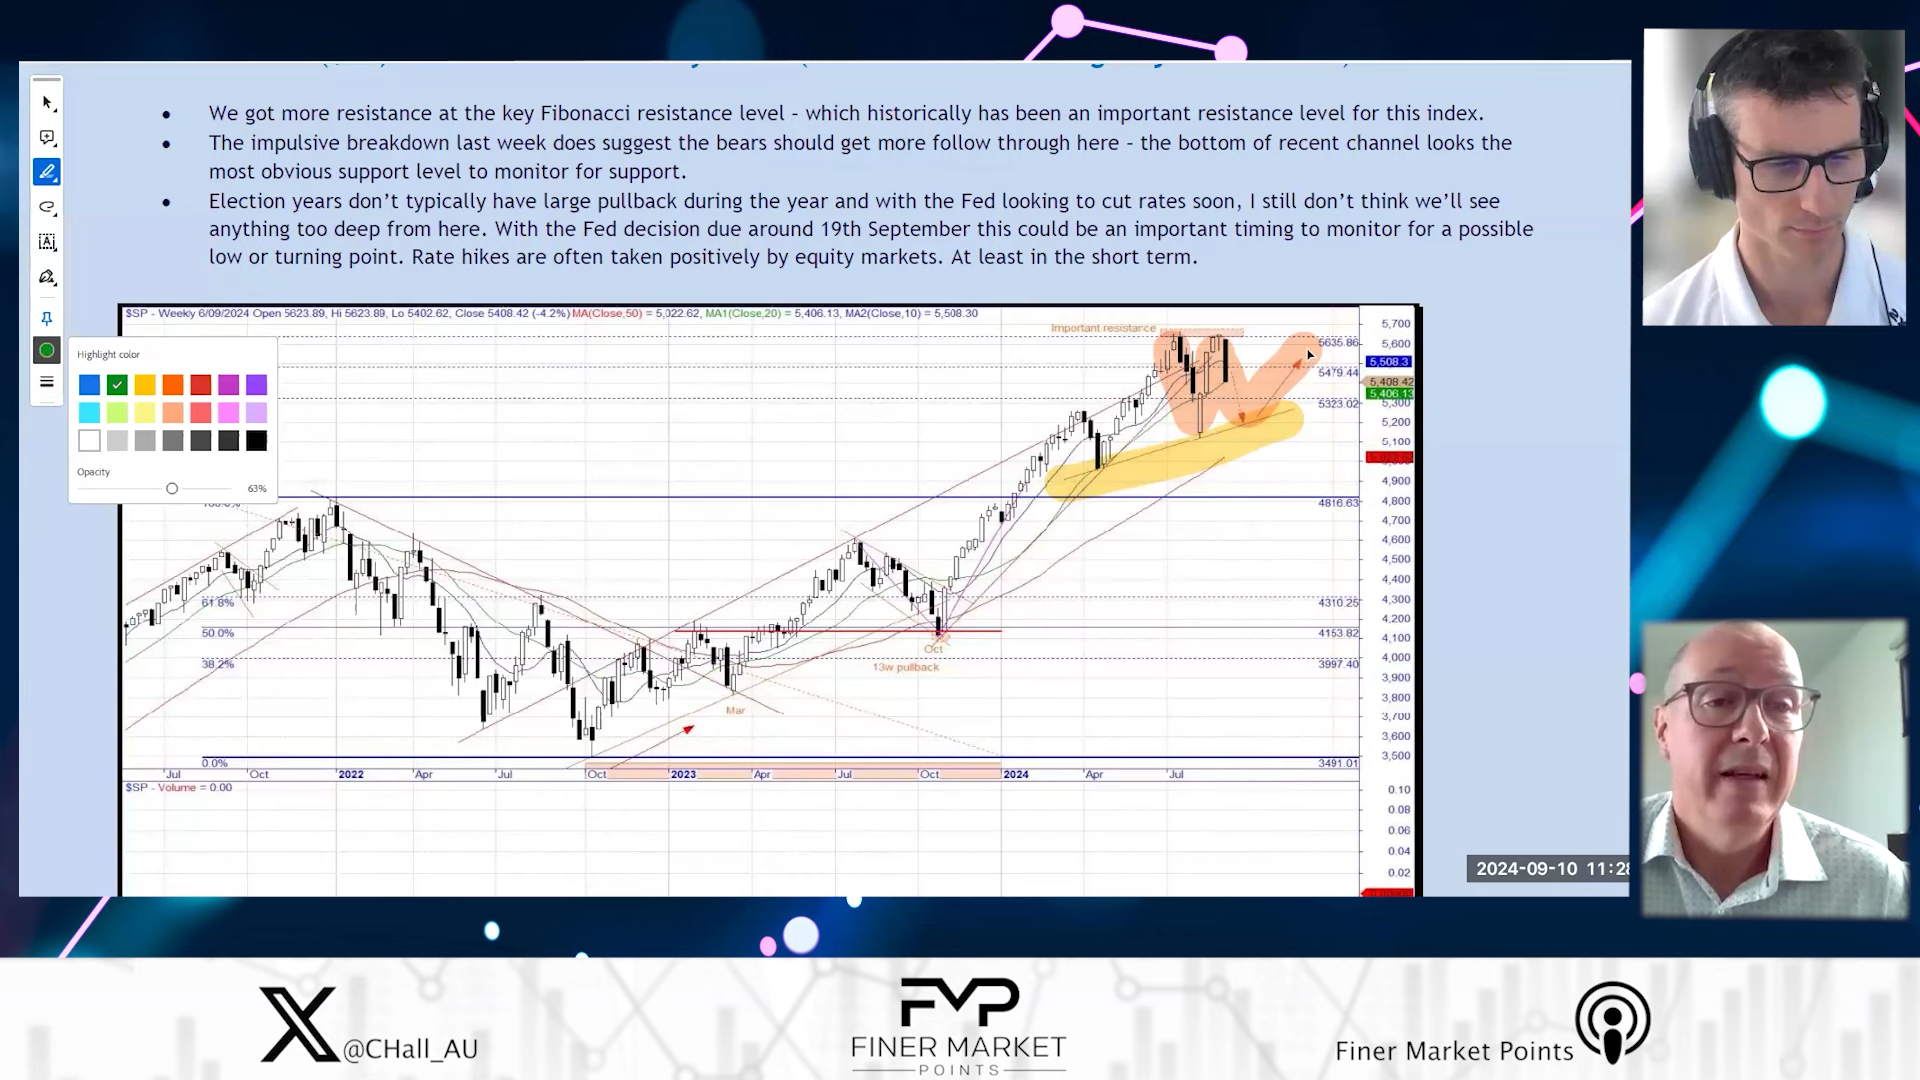 We got more resistance at the key Fibonacci resistance level – which historically has been an important resistance level for this index.
The impulsive breakdown last week does suggest the bears should get more follow through here – the bottom of recent channel looks the
most obvious support level to monitor for support.
Election years don't typically have large pullback during the year and with the Fed looking to cut rates soon, I still don't think we'll see
anything too deep from here. With the Fed decision due around 19th September this could be an important timing to monitor for a possible
low or turning point. Rate hikes are often taken positively by equity markets. At least in the short term.
$SP - Weekly 6/09/2024 Open 5623.89, Hi 5623.89, Lo 5402.62, Close 5408.42 (-4.2%) MA(Close,50) = 5,022.62, MA1(Close,20) = 5,406.13, MA2(Close,10) = 5,508.30
Important resistance
Highlight color
Opacity
63%
5635.86
5479.44
5323.02
4816.63
4310.25
4153.82
3997.40
3491.01
61.8%
50.0%
38.2%
0.0%
5,700
5,600
5,508.3
5,408.42
5,406.13
5,300
5,200
5,100
4,900
4,800
4,700
4,600
4,500
4,400
4,300
4,200
4,100
4,000
3,900
3,800
3,700
3,600
3,500
Oct
13w pullback
Mar
Jul Oct 2022 Apr Jul Oct 2023 Apr Jul Oct 2024 Apr Jul
$SP - Volume = 0.00
0.10
0.08
0.06
0.04
0.02
2024-09-10 11:28
X @CHall_AU
FMP
FINER MARKET
POINTS
Finer Market Points